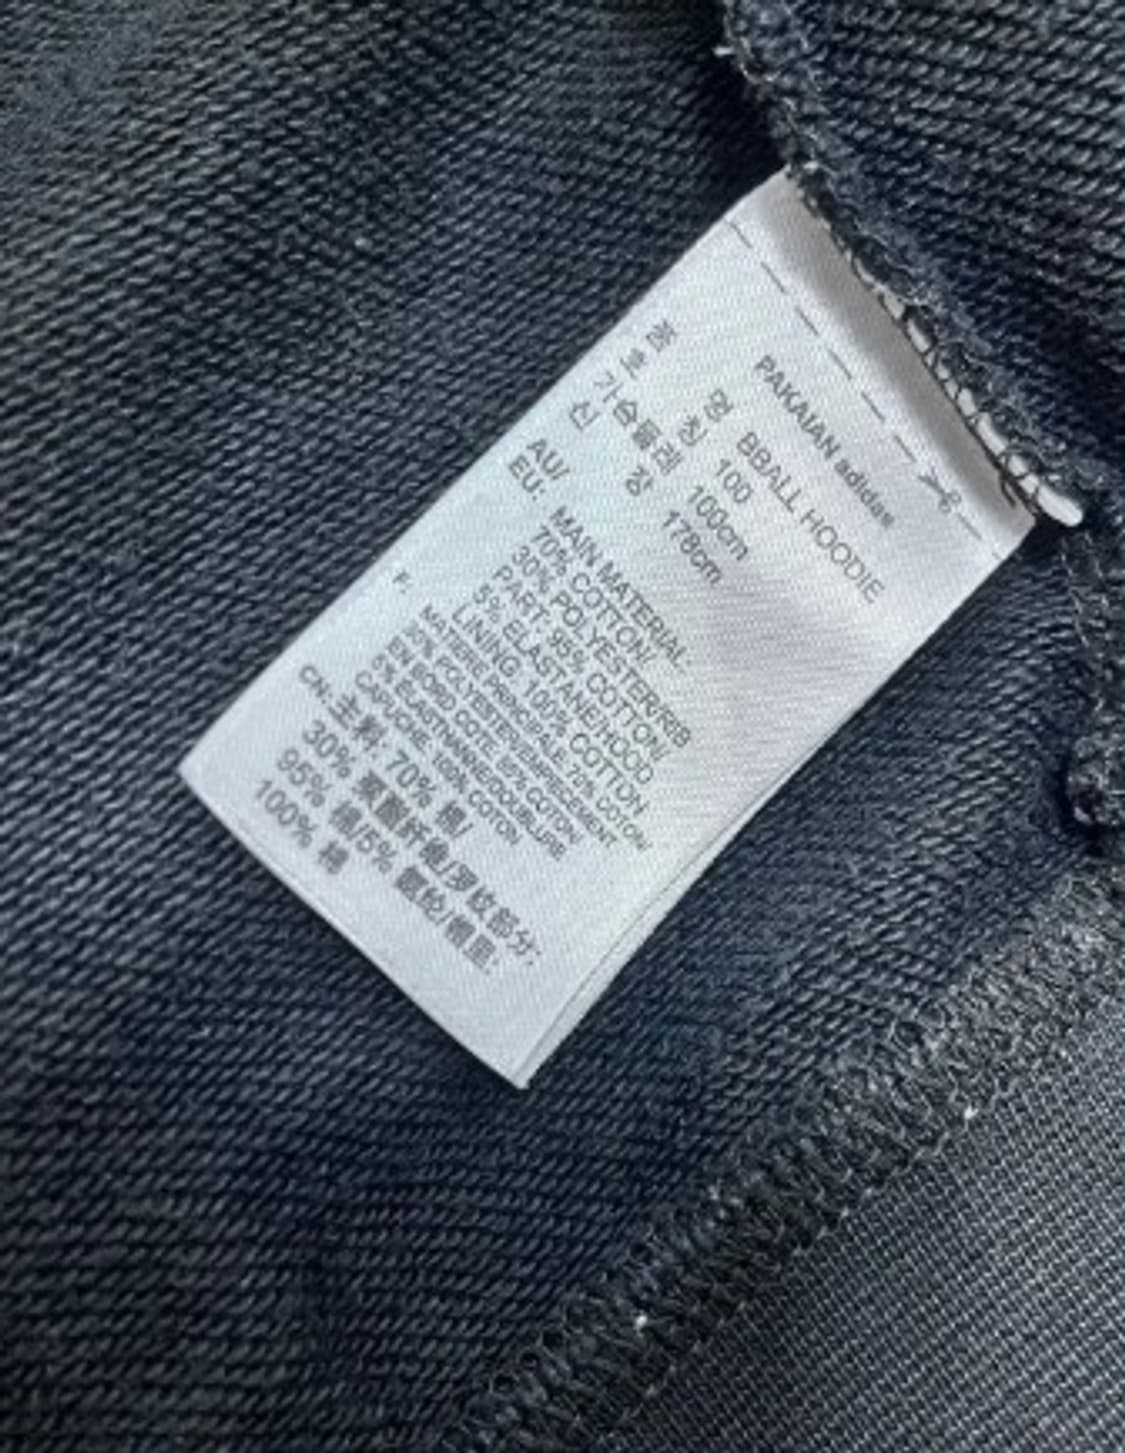 PAKAIAN adidas
품 명 BBALL HOODIE
호 칭 100
가슴둘레 100cm
신 장 178cm
AU/
EU: MAIN MATERIAL:
70% COTTON/
30% POLYESTER/RIB
PART: 95% COTTON/
5% ELASTANE/HOOD
LINING: 100% COTTON
F: MATIERE PRINCIPALE: 70% COTON/
30% POLYESTER/EMPIECEMENT
EN BORD COTE: 95% COTON/
5% ELASTHANNE/DOUBLURE
CAPUCHE: 100% COTON
CN: 主料: 70% 棉/
30% 聚酯纤维/罗纹部分:
95% 棉/5% 氨纶/帽里:
100% 棉